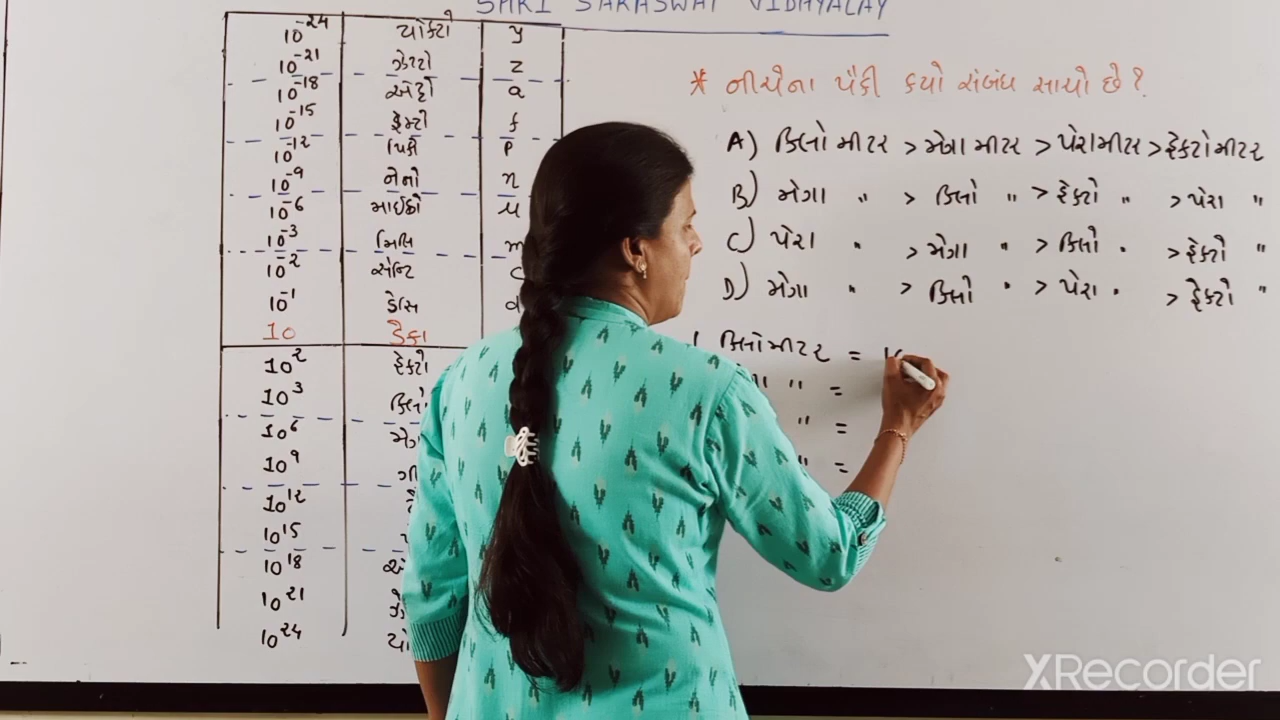 SHRI SARASWAT VIDHYALAY
10⁻²⁴ યોક્ટો y
10⁻²¹ ઝેપ્ટો z
10⁻¹⁸ એટ્ટો a
10⁻¹⁵ ફેમ્ટો f
10⁻¹² પિકો p
10⁻⁹ નેનો n
10⁻⁶ માઈક્રો μ
10⁻³ મિલિ m
10⁻² સેન્ટિ c
10⁻¹ ડેસિ d
10 ડેકા
10² હેક્ટો
10³ કિલો
10⁶
10⁹
10¹²
10¹⁵
10¹⁸
10²¹
10²⁴
* નીચેના પૈકી કયો સંબંધ સાચો છે ?
A) કિલો મીટર > મેગા મીટર > પેરામીટર > હેક્ટોમીટર
B) મેગા " > કિલો " > હેક્ટો " > પેરા "
C) પેરા " > મેગા " > કિલો " > હેક્ટો "
D) મેગા " > કિલો " > પેરા " > હેક્ટો "
1 કિલોમીટર =
" =
" =
" =
XRecorder